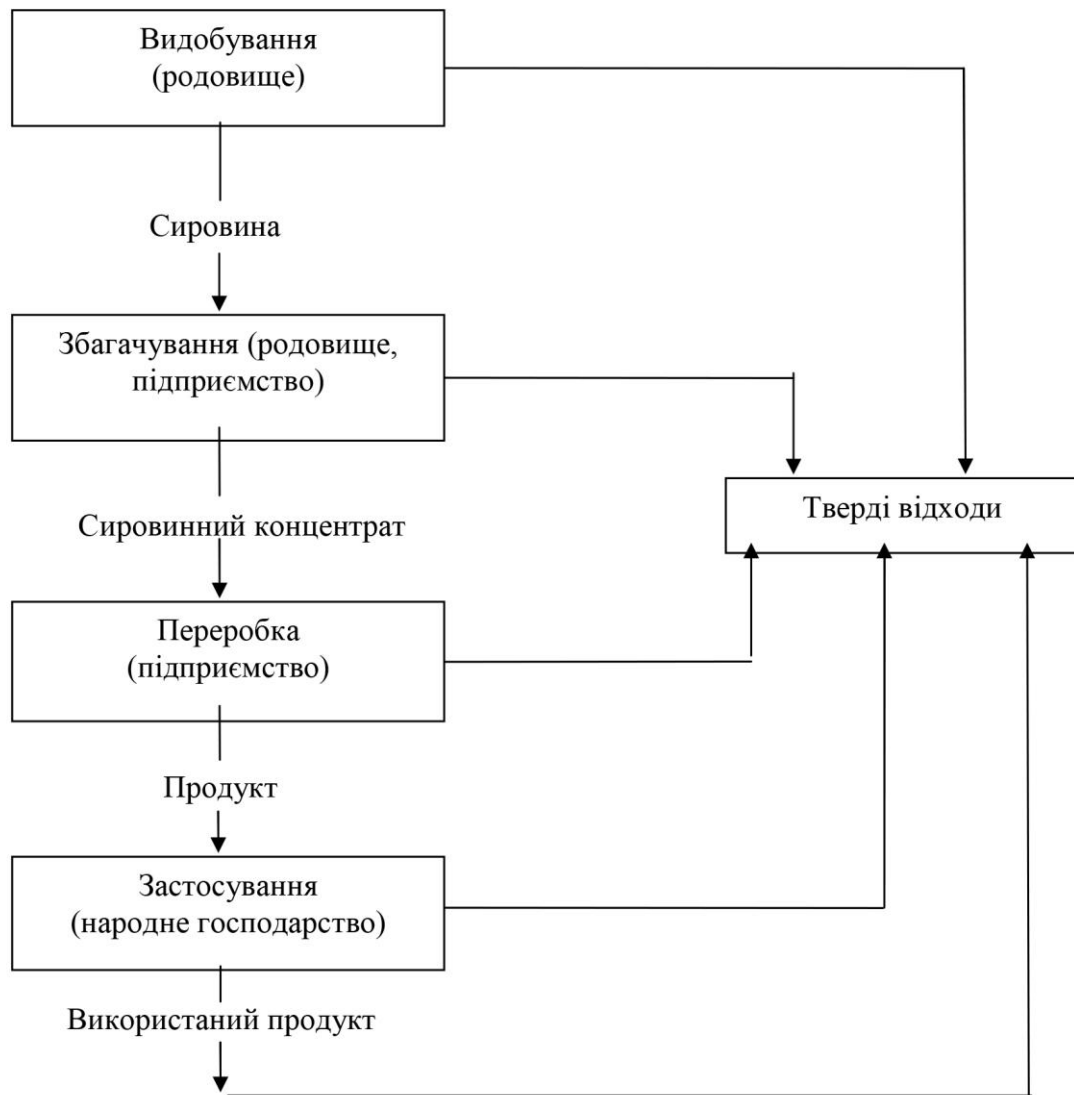 Видобування
(родовище)
Сировина
Збагачування (родовище,
підприємство)
Тверді відходи
Сировинний концентрат
Переробка
(підприємство)
Продукт
Застосування
(народне господарство)
Використаний продукт